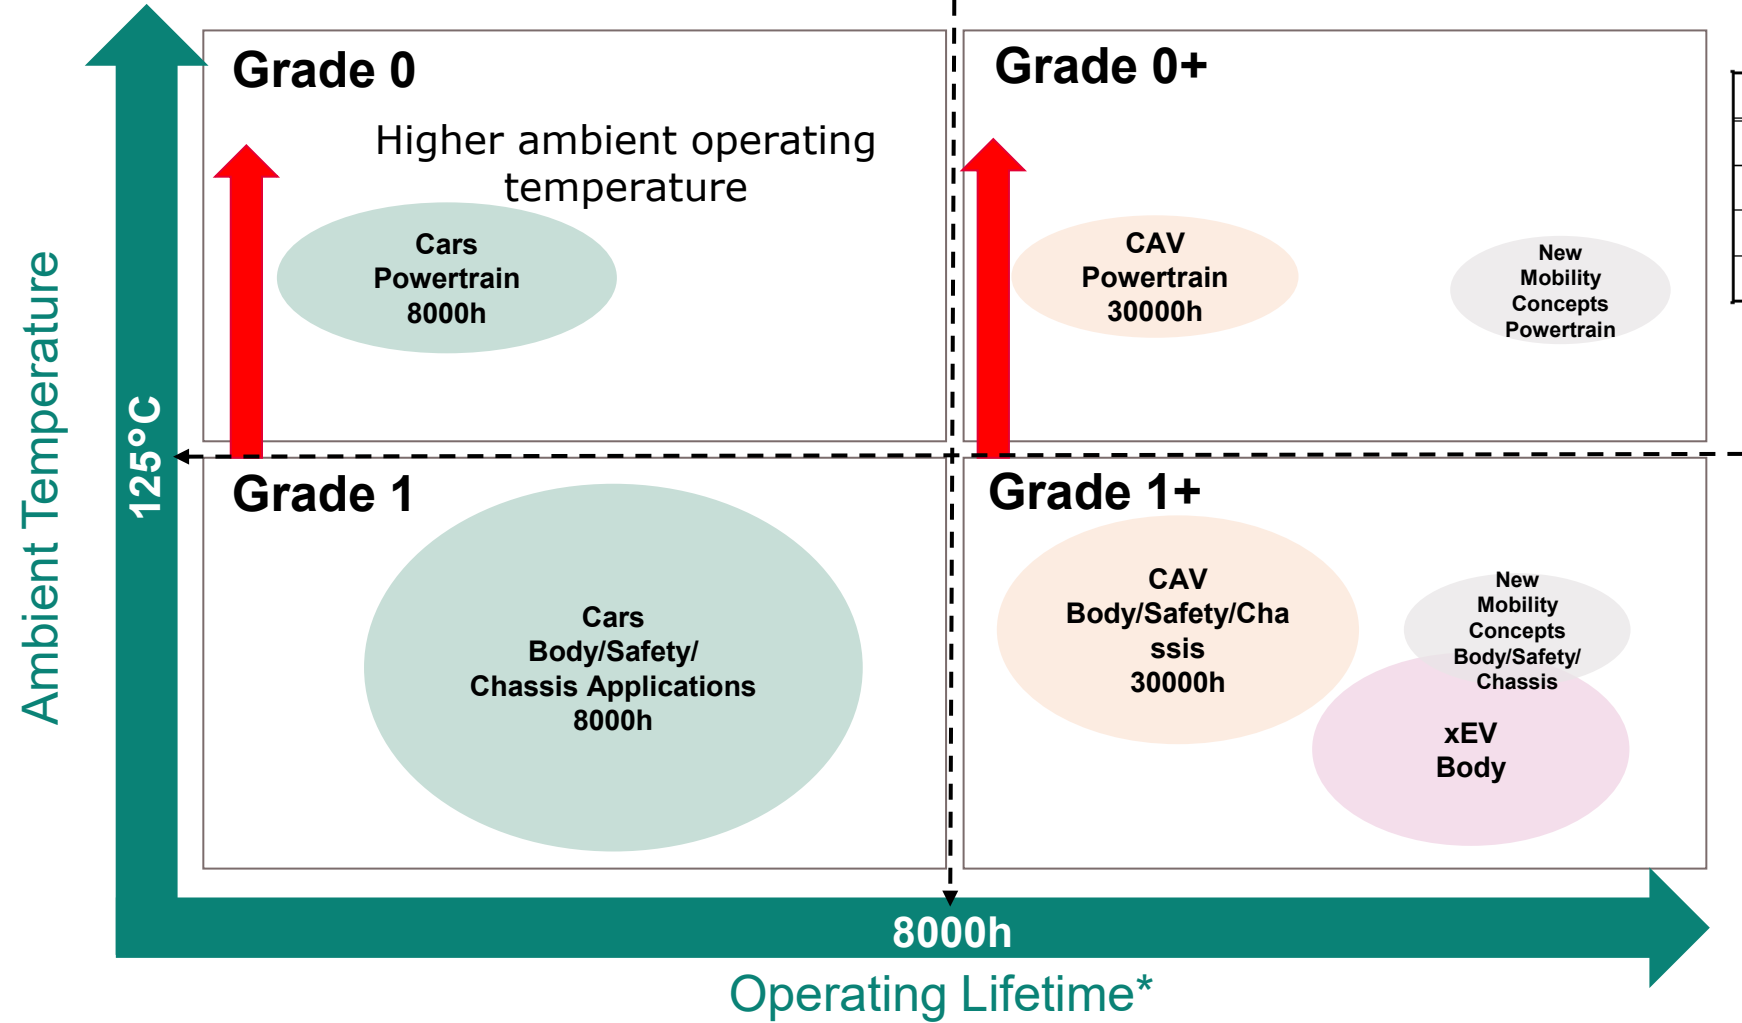 Grade 0
Higher ambient operating
temperature
Cars
Powertrain
8000h
Grade 0+
CAV
Powertrain
30000h
New
Mobility
Concepts
Powertrain
Ambient Temperature
125°C
Grade 1
Cars
Body/Safety/
Chassis Applications
8000h
Grade 1+
CAV
Body/Safety/Cha
ssis
30000h
New
Mobility
Concepts
Body/Safety/
Chassis
xEV
Body
8000h
Operating Lifetime*